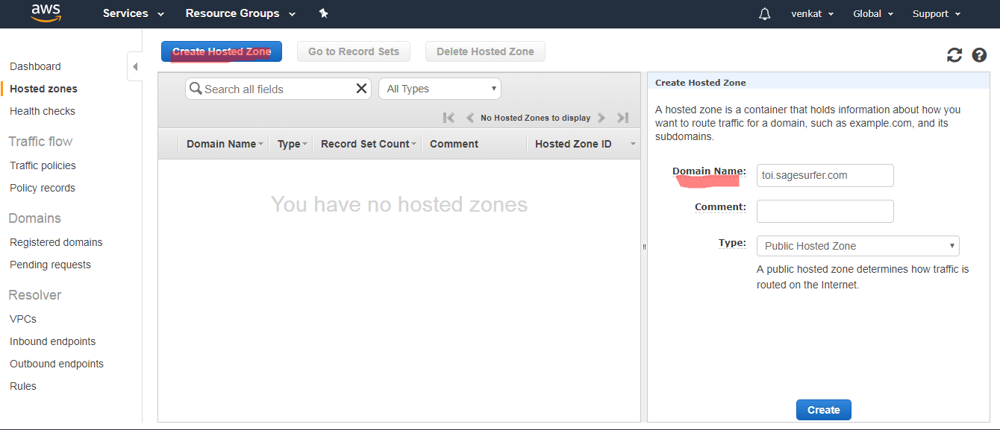 aws
Services
Resource Groups
venkat
Global
Support
Dashboard
Hosted zones
Health checks
Traffic flow
Traffic policies
Policy records
Domains
Registered domains
Pending requests
Resolver
VPCs
Inbound endpoints
Outbound endpoints
Rules
Create Hosted Zone
Go to Record Sets
Delete Hosted Zone
Search all fields
All Types
No Hosted Zones to display
Domain Name
Type
Record Set Count
Comment
Hosted Zone ID
You have no hosted zones
Create Hosted Zone
A hosted zone is a container that holds information about how you
want to route traffic for a domain, such as example.com, and its
subdomains.
Domain Name: toi.sagesurfer.com
Comment:
Type: Public Hosted Zone
A public hosted zone determines how traffic is
routed on the Internet.
Create